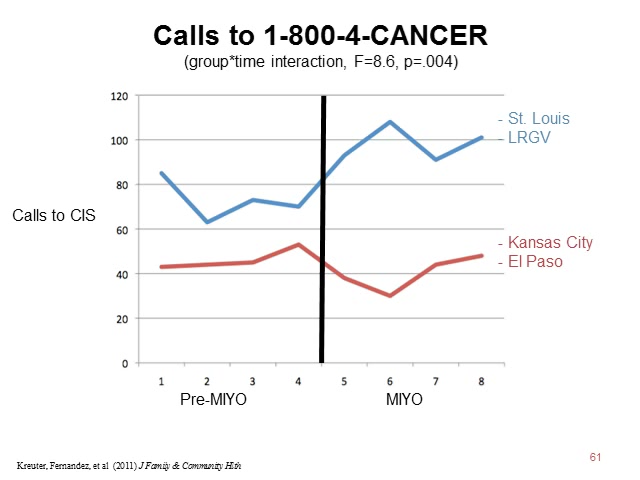 Calls to 1-800-4-CANCER
(group*time interaction, F=8.6, p=.004)
120
100
80
60
40
20
0
Calls to CIS
- St. Louis
- LRGV
- Kansas City
- El Paso
1 2 3 4 5 6 7 8
Pre-MIYO MIYO
Kreuter, Fernandez, et al (2011) J Family & Community Hlth
61